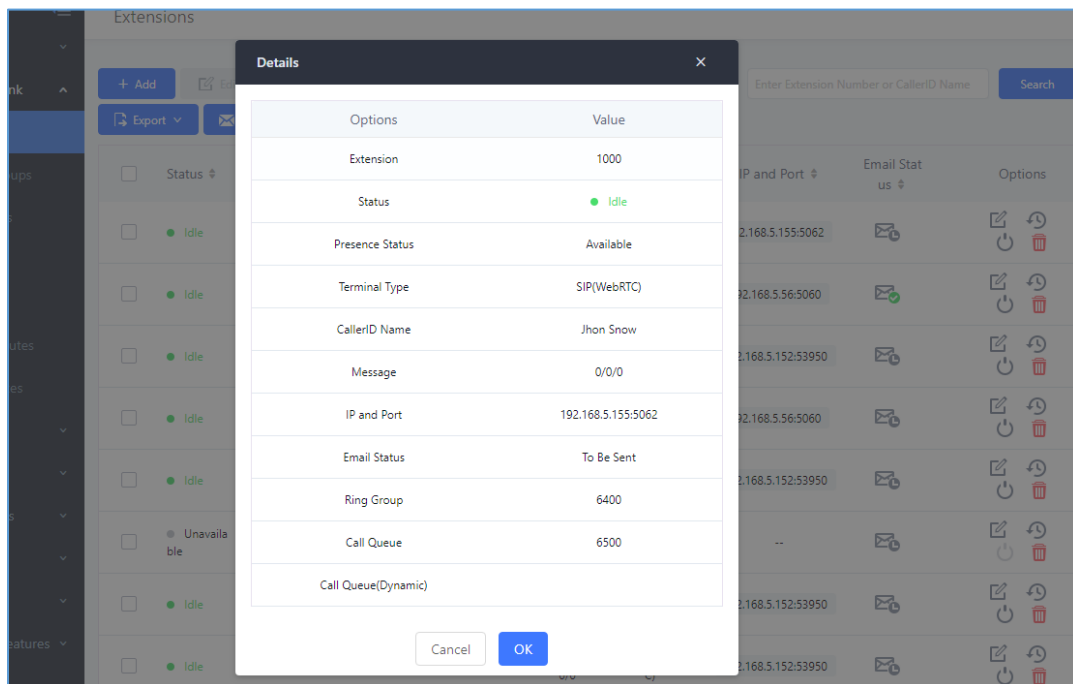 Extensions
Details
+ Add
Enter Extension Number or CallerID Name
Search
Export
Options Value
Extension 1000
Status Idle
Presence Status Available
Terminal Type SIP(WebRTC)
CallerID Name Jhon Snow
Message 0/0/0
IP and Port 192.168.5.155:5062
Email Status To Be Sent
Ring Group 6400
Call Queue 6500
Call Queue(Dynamic)
Cancel
OK
nk
ups
utes
es
eatures
Status
IP and Port
Email Stat
us
Options
Idle
2.168.5.155:5062
Idle
92.168.5.56:5060
Idle
2.168.5.152:53950
Idle
92.168.5.56:5060
Idle
2.168.5.152:53950
Unavaila
ble
--
Idle
2.168.5.152:53950
Idle
2.168.5.152:53950